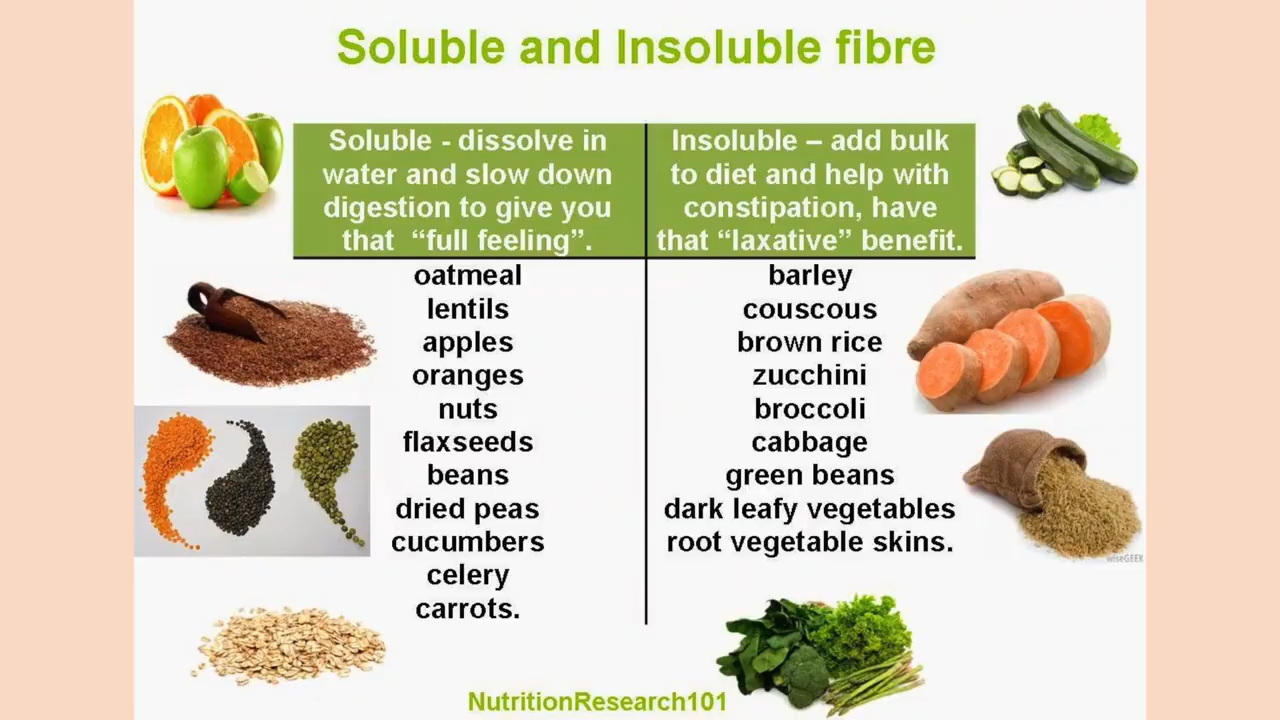 Soluble and Insoluble fibre
Soluble - dissolve in
water and slow down
digestion to give you
that “full feeling”.
Insoluble – add bulk
to diet and help with
constipation, have
that “laxative” benefit.
oatmeal
lentils
apples
oranges
nuts
flaxseeds
beans
dried peas
cucumbers
celery
carrots.
barley
couscous
brown rice
zucchini
broccoli
cabbage
green beans
dark leafy vegetables
root vegetable skins.
wiseGEEK
NutritionResearch101